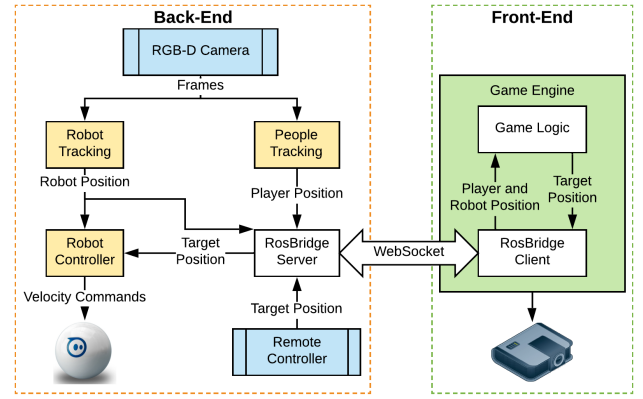 Back-End
Front-End
RGB-D Camera
Frames
Game Engine
Robot
Tracking
People
Tracking
Game Logic
Robot Position
Player Position
Player and
Robot Position
Target
Position
Robot
Controller
Target
Position
RosBridge
Server
WebSocket
RosBridge
Client
Velocity Commands
Target Position
Remote
Controller